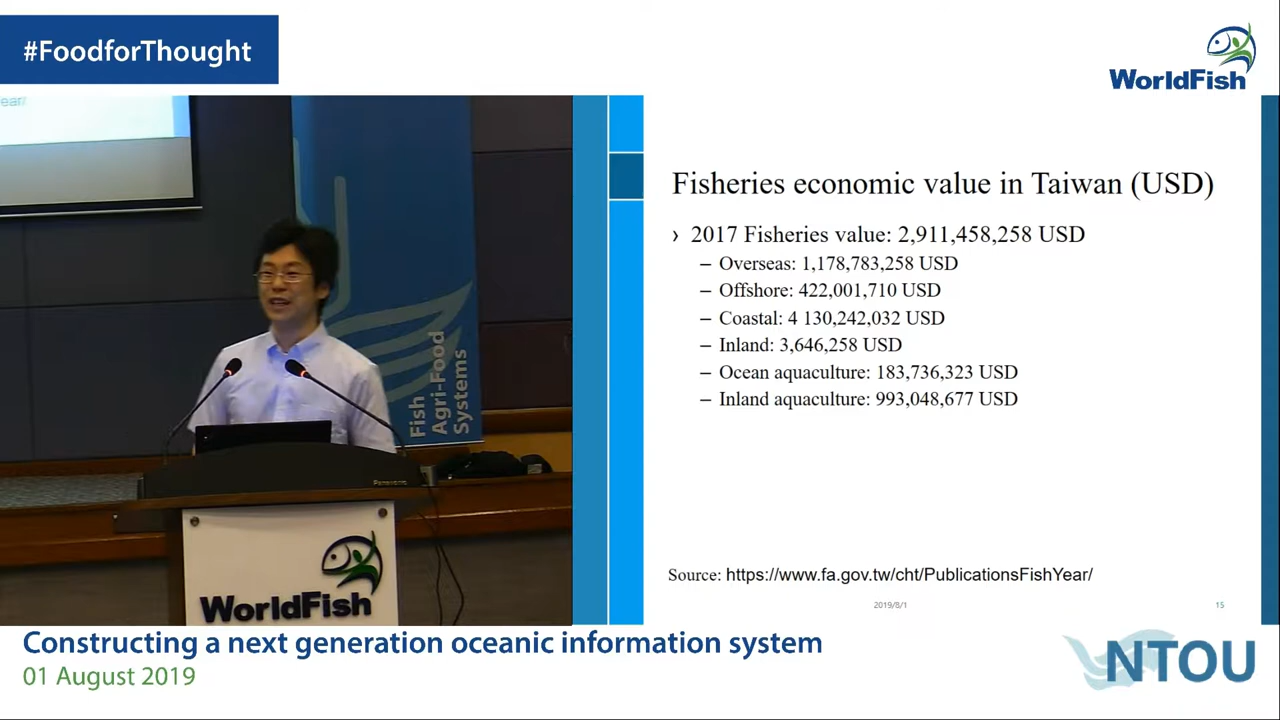 #FoodforThought
WorldFish
ear/
Fish
Agri-Food
Systems
Panasonic
WorldFish
Fisheries economic value in Taiwan (USD)
› 2017 Fisheries value: 2,911,458,258 USD
– Overseas: 1,178,783,258 USD
– Offshore: 422,001,710 USD
– Coastal: 4 130,242,032 USD
– Inland: 3,646,258 USD
– Ocean aquaculture: 183,736,323 USD
– Inland aquaculture: 993,048,677 USD
Source: https://www.fa.gov.tw/cht/PublicationsFishYear/
2019/8/1
15
Constructing a next generation oceanic information system
01 August 2019
NTOU